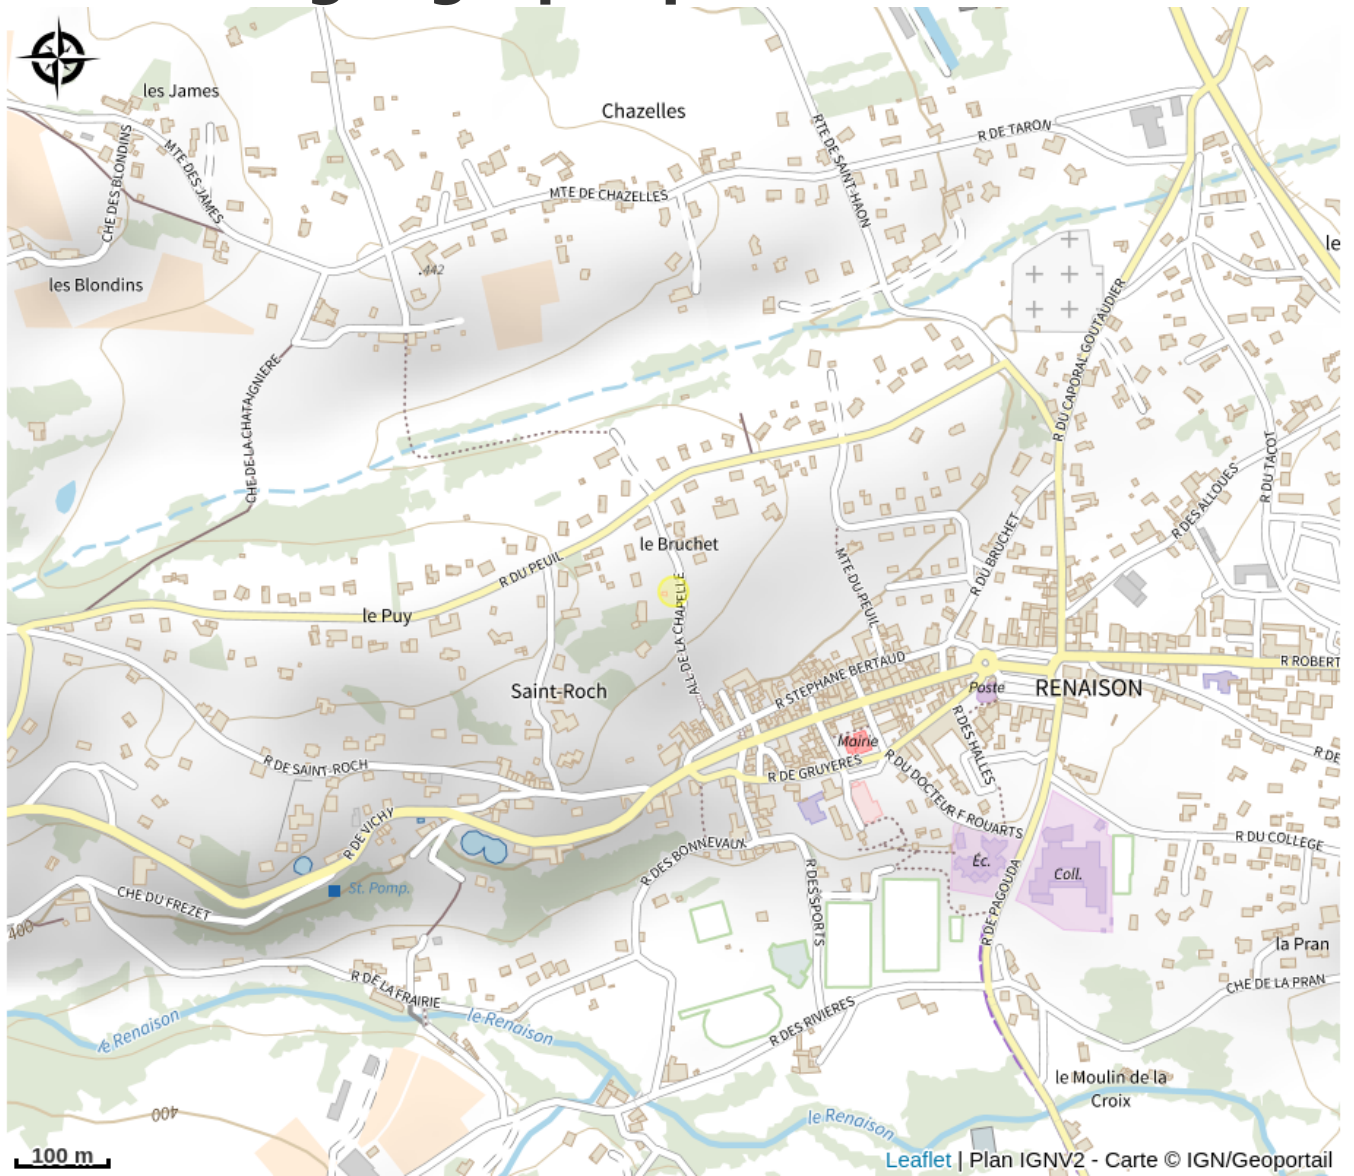 les James
Chazelles
RTE DE SAINT-HAON
R DE TARON
CHE DES BLONDINS
MTE DES JAMES
MTE DE CHAZELLES
le
.442
les Blondins
R DU CAPORAL GOUTAUDIER
CHE-DE-LA-CHATAIGNIERE
R DU TACOT
R DES ALLOUES
le Bruchet
R DU BRUCHET
R DU PEUIL
MTE-DU-PEUIL
ALL-DE-LA CHAPELLE
le Puy
R STEPHANE BERTAUD
R ROBERT
Saint-Roch
Poste
RENAISON
R DES HALLES
Mairie
R DE SAINT-ROCH
R DE GRUYERES
R DU DOCTEUR F ROUARTS
R DE
R DE VICHY
R DES BONNEVAUX
R DU COLLEGE
Éc.
Coll.
St. Pomp.
CHE DU FREZET
R DES SPORTS
R DE PAGOUDA
400
la Pran
R DE LA FRAIRIE
CHE DE LA PRAN
le Renaison
le Renaison
R DES RIVIERES
le Moulin de la
Croix
400
le Renaison
100 m
Leaflet | Plan IGNV2 - Carte © IGN/Geoportail